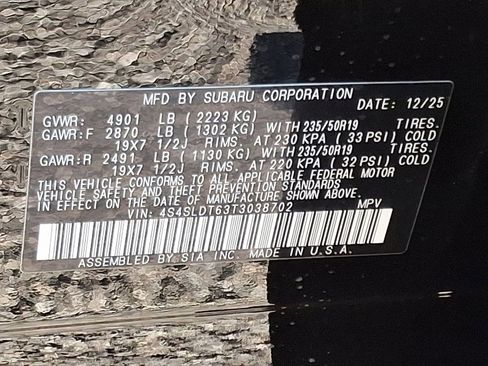 MFD BY SUBARU CORPORATION
DATE: 12/25
GVWR: 4901 LB (2223 KG)
GAWR:F 2870 LB (1302 KG) WITH 235/50R19 TIRES.
19X7 1/2J RIMS. AT 230 KPA (33 PSI) COLD
GAWR:R 2491 LB (1130 KG) WITH 235/50R19 TIRES.
19X7 1/2J RIMS. AT 220 KPA (32 PSI) COLD
THIS VEHICLE CONFORMS TO ALL APPLICABLE FEDERAL MOTOR
VEHICLE SAFETY AND THEFT PREVENTION STANDARDS
IN EFFECT ON THE DATE OF MANUFACTURE SHOWN ABOVE.
VIN: 4S4SLDT63T3038702 MPV
ASSEMBLED BY SIA INC. MADE IN U.S.A.